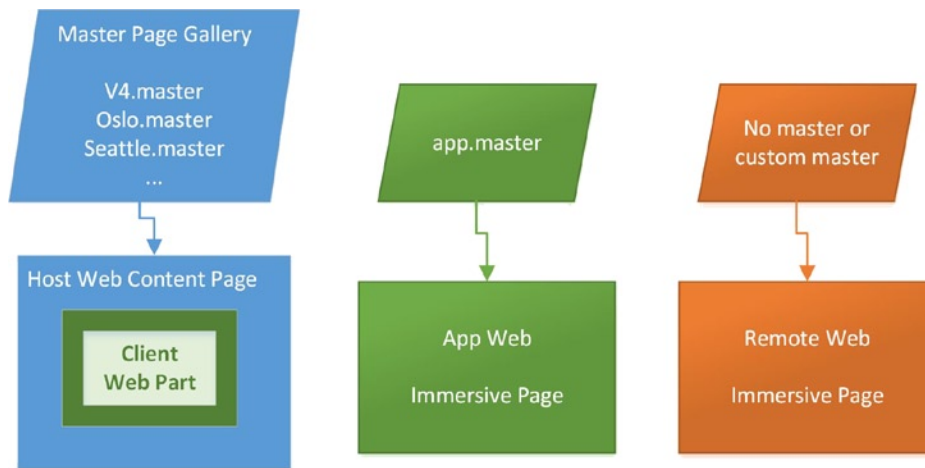 Master Page Gallery
V4.master
Oslo.master
Seattle.master
...
app.master
No master or
custom master
Host Web Content Page
Client
Web Part
App Web
Immersive Page
Remote Web
Immersive Page